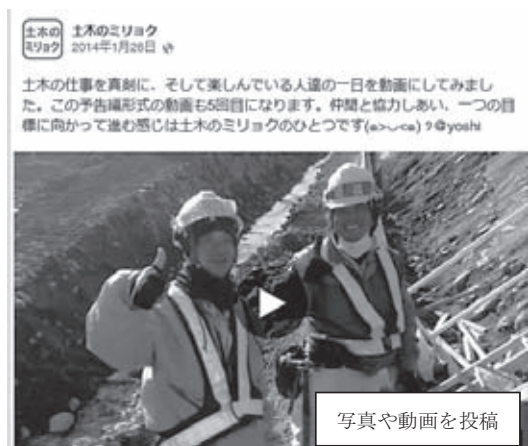 土木の
ミリョク
土木のミリョク
2014年1月28日
土木の仕事を真剣に、そして楽しんでいる人達の一日を動画にしてみまし
た。この予告編形式の動画も5回目になります。仲間と協力しあい、一つの目
標に向かって進む感じは土木のミリョクのひとつです(๑>◡<๑) ? @yoshi
写真や動画を投稿